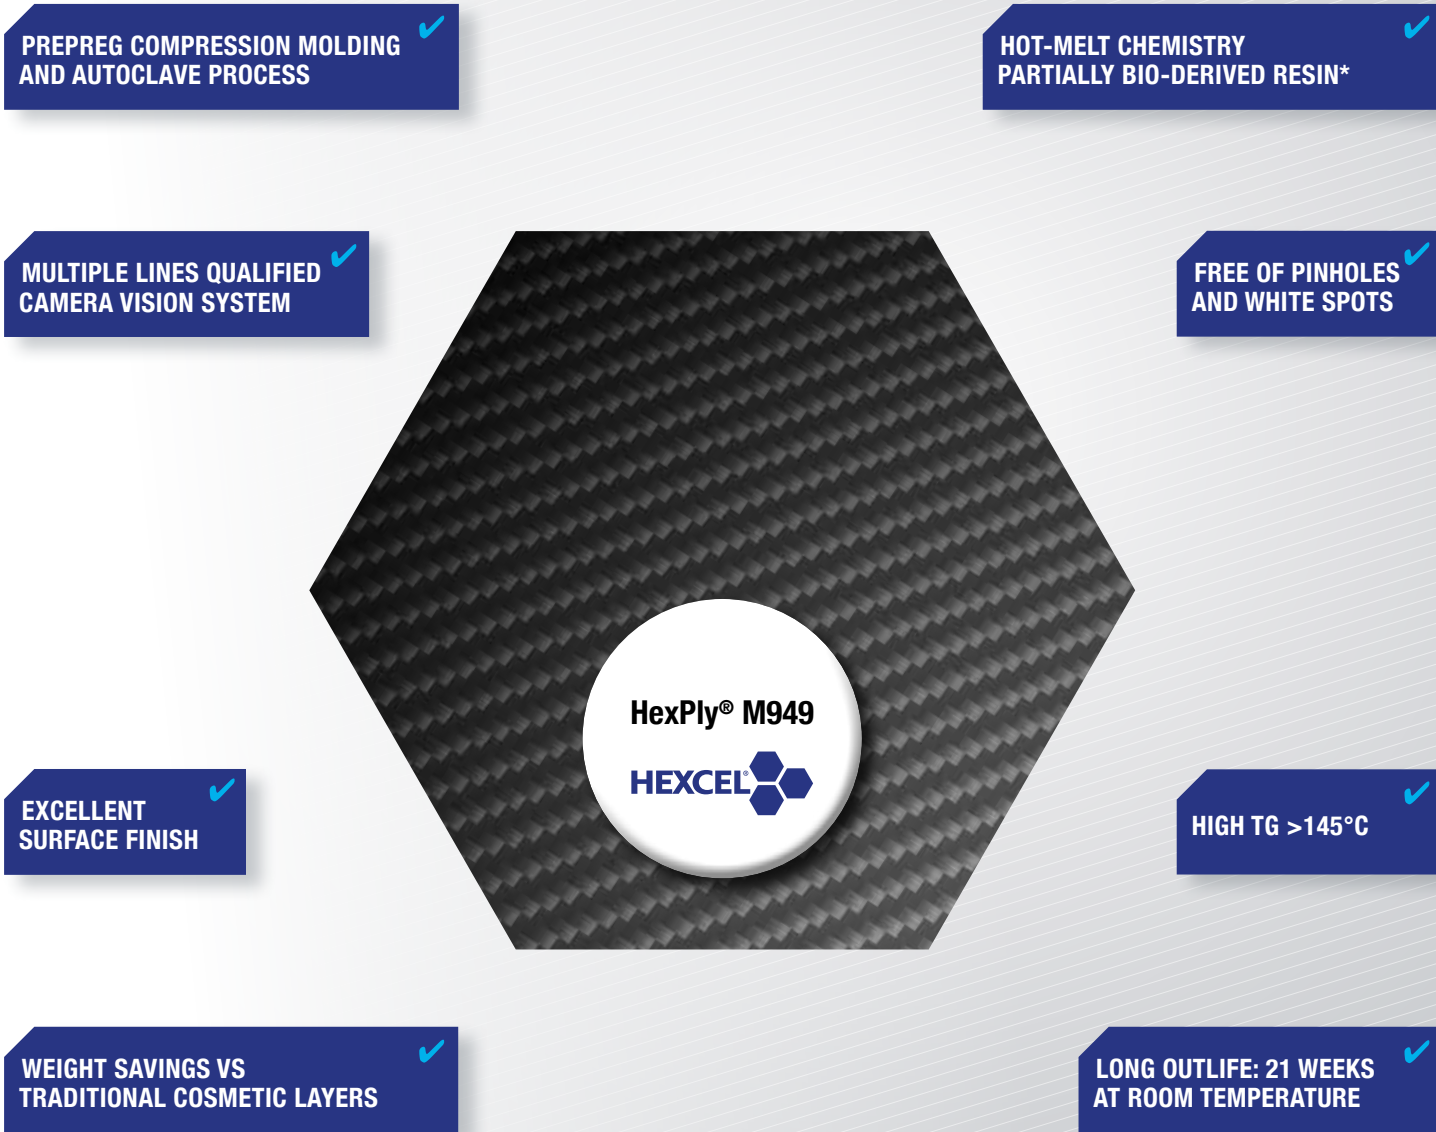 PREPREG COMPRESSION MOLDING
AND AUTOCLAVE PROCESS
HOT-MELT CHEMISTRY
PARTIALLY BIO-DERIVED RESIN*
MULTIPLE LINES QUALIFIED
CAMERA VISION SYSTEM
FREE OF PINHOLES
AND WHITE SPOTS
HexPly® M949
HEXCEL®
EXCELLENT
SURFACE FINISH
HIGH TG >145°C
WEIGHT SAVINGS VS
TRADITIONAL COSMETIC LAYERS
LONG OUTLIFE: 21 WEEKS
AT ROOM TEMPERATURE